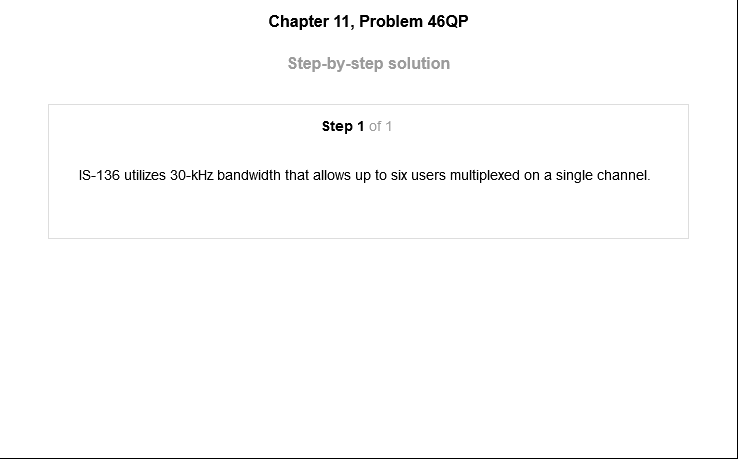 Chapter 11, Problem 46QP
Step-by-step solution
Step 1 of 1
IS-136 utilizes 30-kHz bandwidth that allows up to six users multiplexed on a single channel.